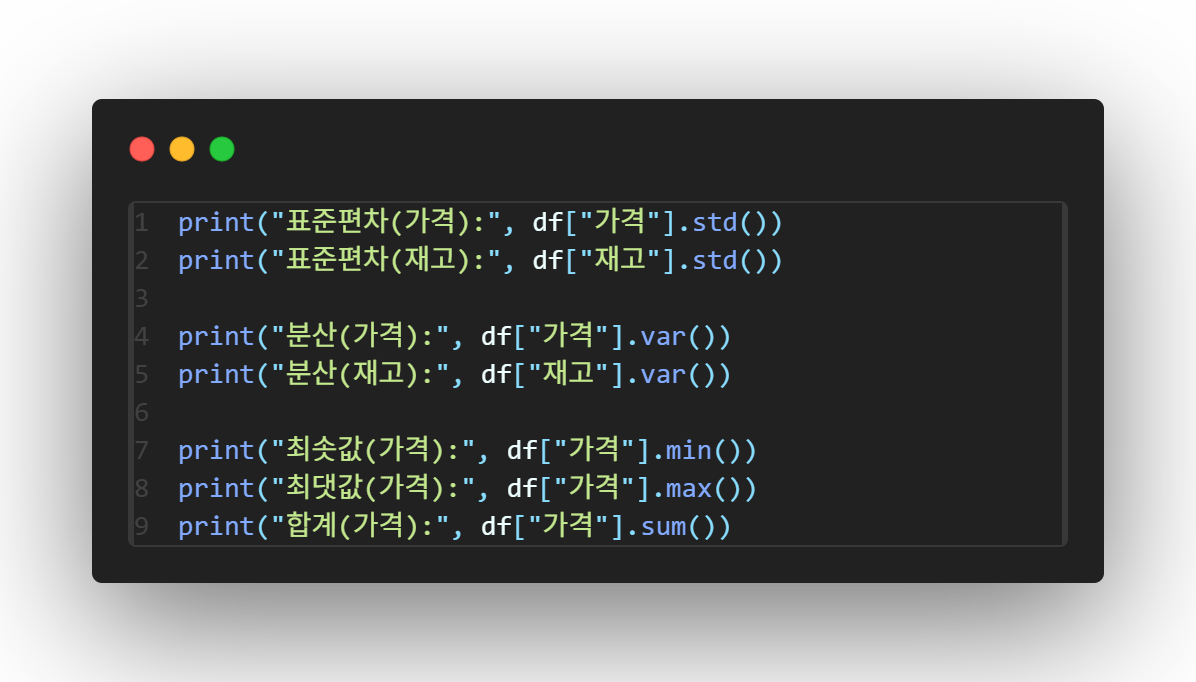 1 print("표준편차(가격):", df["가격"].std())
2 print("표준편차(재고):", df["재고"].std())
3
4 print("분산(가격):", df["가격"].var())
5 print("분산(재고):", df["재고"].var())
6
7 print("최솟값(가격):", df["가격"].min())
8 print("최댓값(가격):", df["가격"].max())
9 print("합계(가격):", df["가격"].sum())